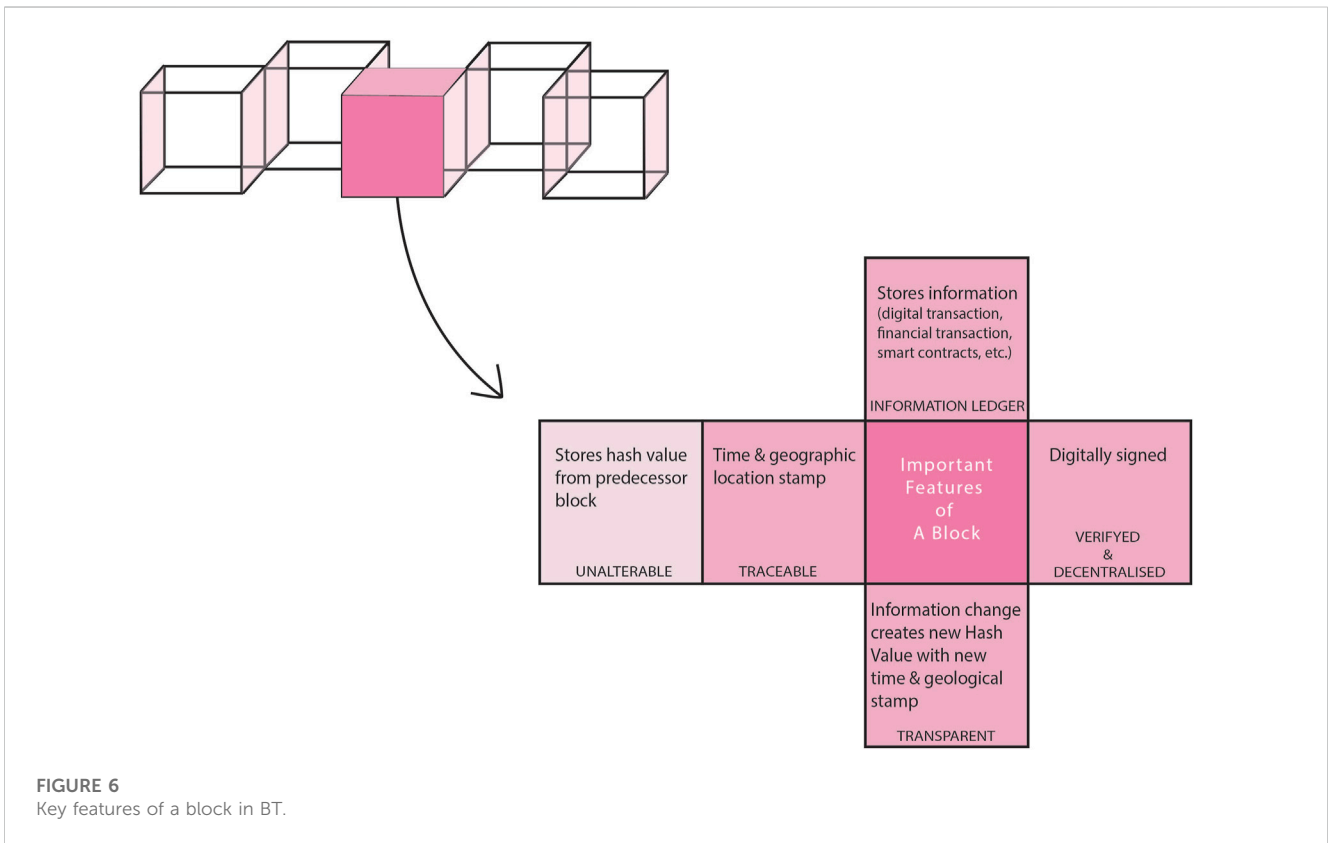 Stores information
(digital transaction,
financial transaction,
smart contracts, etc.)
INFORMATION LEDGER
Stores hash value
from predecessor
block
UNALTERABLE
Time & geographic
location stamp
TRACEABLE
Important
Features
of
A Block
Digitally signed
VERIFYED
&
DECENTRALISED
Information change
creates new Hash
Value with new
time & geological
stamp
TRANSPARENT
FIGURE 6
Key features of a block in BT.